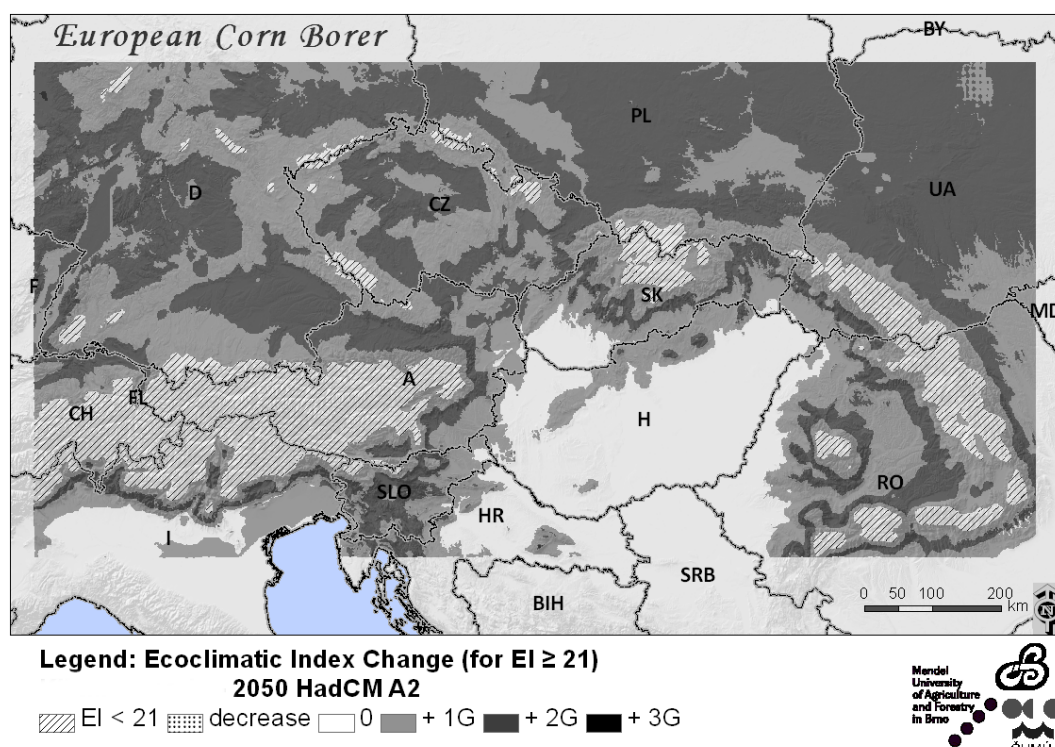 European Corn Borer
BY
PL
D
CZ
UA
F
SK
MD
A
FL
CH
H
RO
SLO
HR
I
SRB
BIH
0 50 100 200
km
N
Legend: Ecoclimatic Index Change (for EI ≥ 21)
2050 HadCM A2
EI < 21 decrease 0 + 1G + 2G + 3G
Mendel
University
of Agriculture
and Forestry
in Brno